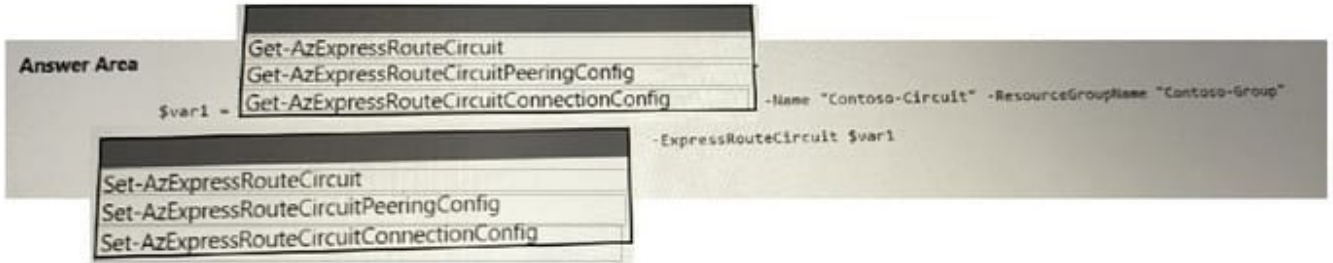 Answer Area
Get-AzExpressRouteCircuit
Get-AzExpressRouteCircuitPeeringConfig
$var1 = Get-AzExpressRouteCircuitConnectionConfig -Name "Contoso-Circuit" -ResourceGroupName "Contoso-Group"
-ExpressRouteCircuit $var1
Set-AzExpressRouteCircuit
Set-AzExpressRouteCircuitPeeringConfig
Set-AzExpressRouteCircuitConnectionConfig